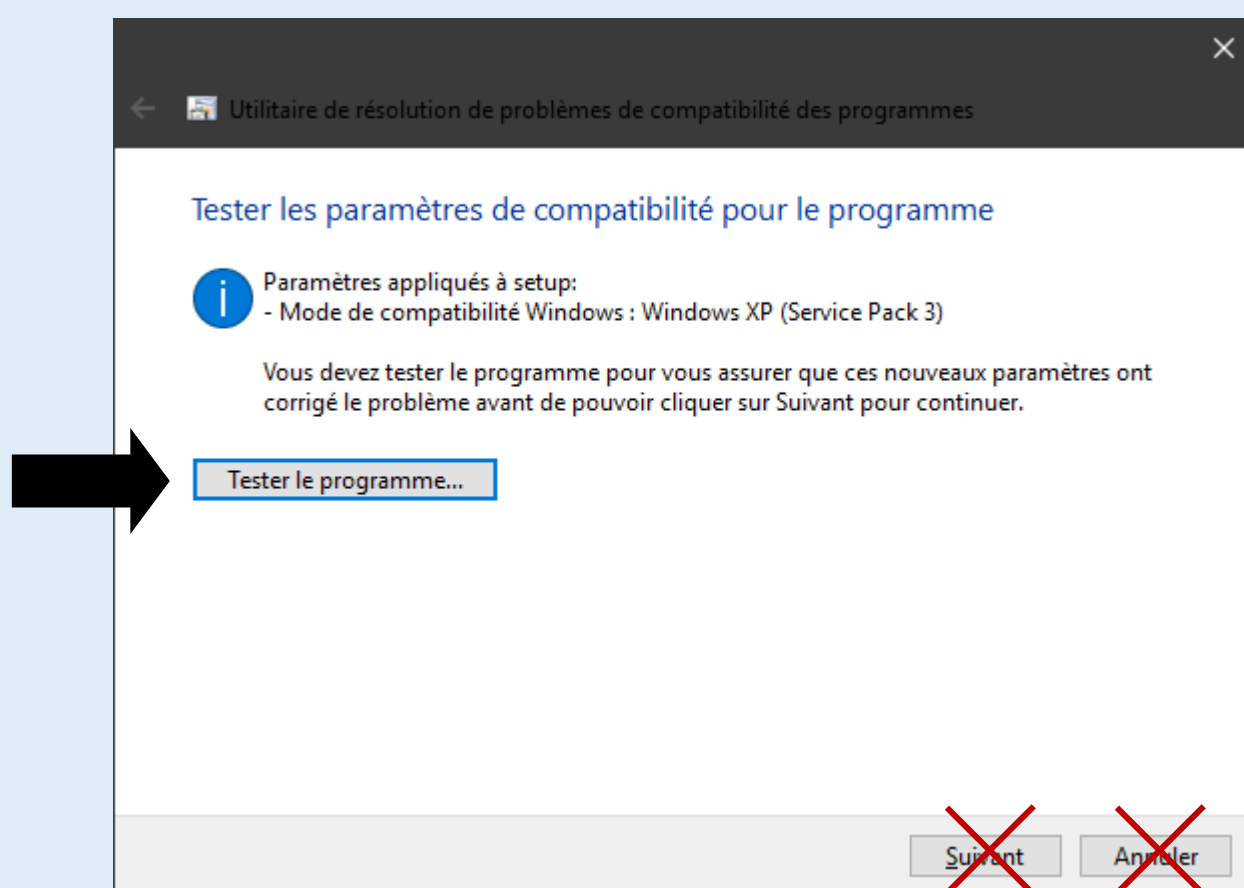 Utilitaire de résolution de problèmes de compatibilité des programmes
Tester les paramètres de compatibilité pour le programme
Paramètres appliqués à setup:
- Mode de compatibilité Windows : Windows XP (Service Pack 3)
Vous devez tester le programme pour vous assurer que ces nouveaux paramètres ont
corrigé le problème avant de pouvoir cliquer sur Suivant pour continuer.
Tester le programme...
Suivant
Annuler